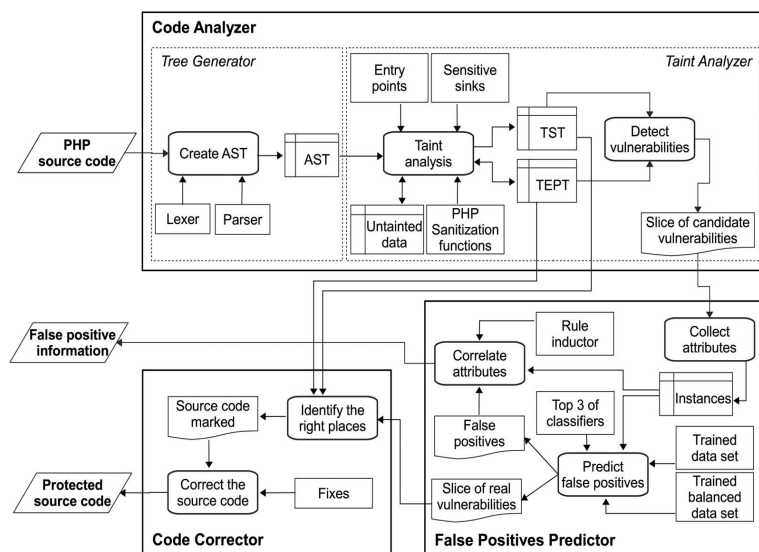 Code Analyzer
Tree Generator
Taint Analyzer
Entry
points
Sensitive
sinks
PHP
source code
Create AST
AST
Taint
analysis
TST
TEPT
Detect
vulnerabilities
Lexer
Parser
Untainted
data
PHP
Sanitization
functions
Slice of candidate
vulnerabilities
False positive
information
Correlate
attributes
Rule
inductor
Collect
attributes
Instances
Source code
marked
Identify the
right places
False
positives
Top 3 of
classifiers
Predict
false positives
Trained
data set
Trained
balanced
data set
Protected
source code
Correct the
source code
Fixes
Slice of real
vulnerabilities
Code Corrector
False Positives Predictor